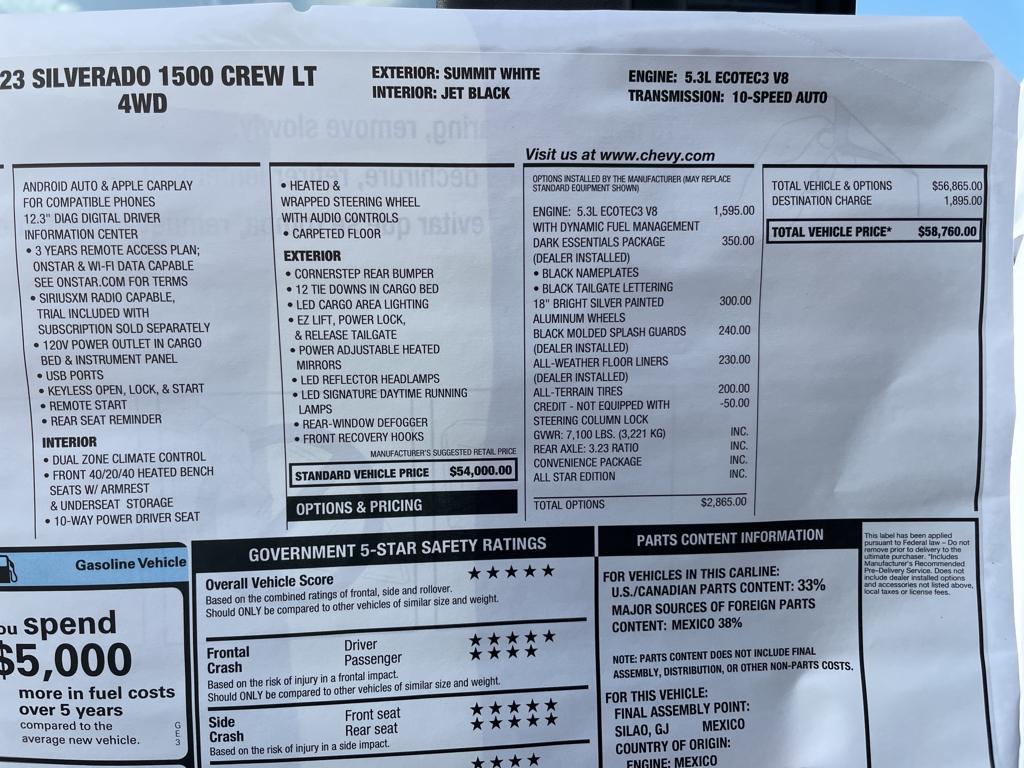 23 SILVERADO 1500 CREW LT
4WD
EXTERIOR: SUMMIT WHITE
INTERIOR: JET BLACK
ENGINE: 5.3L ECOTEC3 V8
TRANSMISSION: 10-SPEED AUTO
ANDROID AUTO & APPLE CARPLAY
FOR COMPATIBLE PHONES
12.3" DIAG DIGITAL DRIVER
INFORMATION CENTER
• 3 YEARS REMOTE ACCESS PLAN;
ONSTAR & WI-FI DATA CAPABLE
SEE ONSTAR.COM FOR TERMS
• SIRIUSXM RADIO CAPABLE,
TRIAL INCLUDED WITH
SUBSCRIPTION SOLD SEPARATELY
• 120V POWER OUTLET IN CARGO
BED & INSTRUMENT PANEL
• USB PORTS
• KEYLESS OPEN, LOCK, & START
• REMOTE START
• REAR SEAT REMINDER
INTERIOR
• DUAL ZONE CLIMATE CONTROL
• FRONT 40/20/40 HEATED BENCH
SEATS W/ ARMREST
& UNDERSEAT STORAGE
• 10-WAY POWER DRIVER SEAT
• HEATED &
WRAPPED STEERING WHEEL
WITH AUDIO CONTROLS
• CARPETED FLOOR
EXTERIOR
• CORNERSTEP REAR BUMPER
• 12 TIE DOWNS IN CARGO BED
• LED CARGO AREA LIGHTING
• EZ LIFT, POWER LOCK,
& RELEASE TAILGATE
• POWER ADJUSTABLE HEATED
MIRRORS
• LED REFLECTOR HEADLAMPS
• LED SIGNATURE DAYTIME RUNNING
LAMPS
• REAR-WINDOW DEFOGGER
• FRONT RECOVERY HOOKS
MANUFACTURER'S SUGGESTED RETAIL PRICE
STANDARD VEHICLE PRICE $54,000.00
OPTIONS & PRICING
Visit us at www.chevy.com
OPTIONS INSTALLED BY THE MANUFACTURER (MAY REPLACE
STANDARD EQUIPMENT SHOWN)
ENGINE: 5.3L ECOTEC3 V8 1,595.00
WITH DYNAMIC FUEL MANAGEMENT
DARK ESSENTIALS PACKAGE 350.00
(DEALER INSTALLED)
• BLACK NAMEPLATES
• BLACK TAILGATE LETTERING
18" BRIGHT SILVER PAINTED 300.00
ALUMINUM WHEELS
BLACK MOLDED SPLASH GUARDS 240.00
(DEALER INSTALLED)
ALL-WEATHER FLOOR LINERS 230.00
(DEALER INSTALLED)
ALL-TERRAIN TIRES 200.00
CREDIT - NOT EQUIPPED WITH -50.00
STEERING COLUMN LOCK
GVWR: 7,100 LBS. (3,221 KG) INC.
REAR AXLE: 3.23 RATIO INC.
CONVENIENCE PACKAGE INC.
ALL STAR EDITION INC.
TOTAL OPTIONS $2,865.00
TOTAL VEHICLE & OPTIONS $56,865.00
DESTINATION CHARGE 1,895.00
TOTAL VEHICLE PRICE* $58,760.00
Gasoline Vehicle
ou spend
$5,000
more in fuel costs
over 5 years
compared to the
average new vehicle.
GE3
GOVERNMENT 5-STAR SAFETY RATINGS
Overall Vehicle Score ★★★★★
Based on the combined ratings of frontal, side and rollover.
Should ONLY be compared to other vehicles of similar size and weight.
Frontal Driver ★★★★★
Crash Passenger ★★★★
Based on the risk of injury in a frontal impact.
Should ONLY be compared to other vehicles of similar size and weight.
Side Front seat ★★★★★
Crash Rear seat ★★★★★
Based on the risk of injury in a side impact.
★★★★
PARTS CONTENT INFORMATION
FOR VEHICLES IN THIS CARLINE:
U.S./CANADIAN PARTS CONTENT: 33%
MAJOR SOURCES OF FOREIGN PARTS
CONTENT: MEXICO 38%
NOTE: PARTS CONTENT DOES NOT INCLUDE FINAL
ASSEMBLY, DISTRIBUTION, OR OTHER NON-PARTS COSTS.
FOR THIS VEHICLE:
FINAL ASSEMBLY POINT:
SILAO, GJ MEXICO
COUNTRY OF ORIGIN:
ENGINE: MEXICO
This label has been applied
pursuant to Federal law – Do not
remove prior to delivery to the
ultimate purchaser. *Includes
Manufacturer's Recommended
Pre-Delivery Service. Does not
include dealer installed options
and accessories not listed above,
local taxes or license fees.